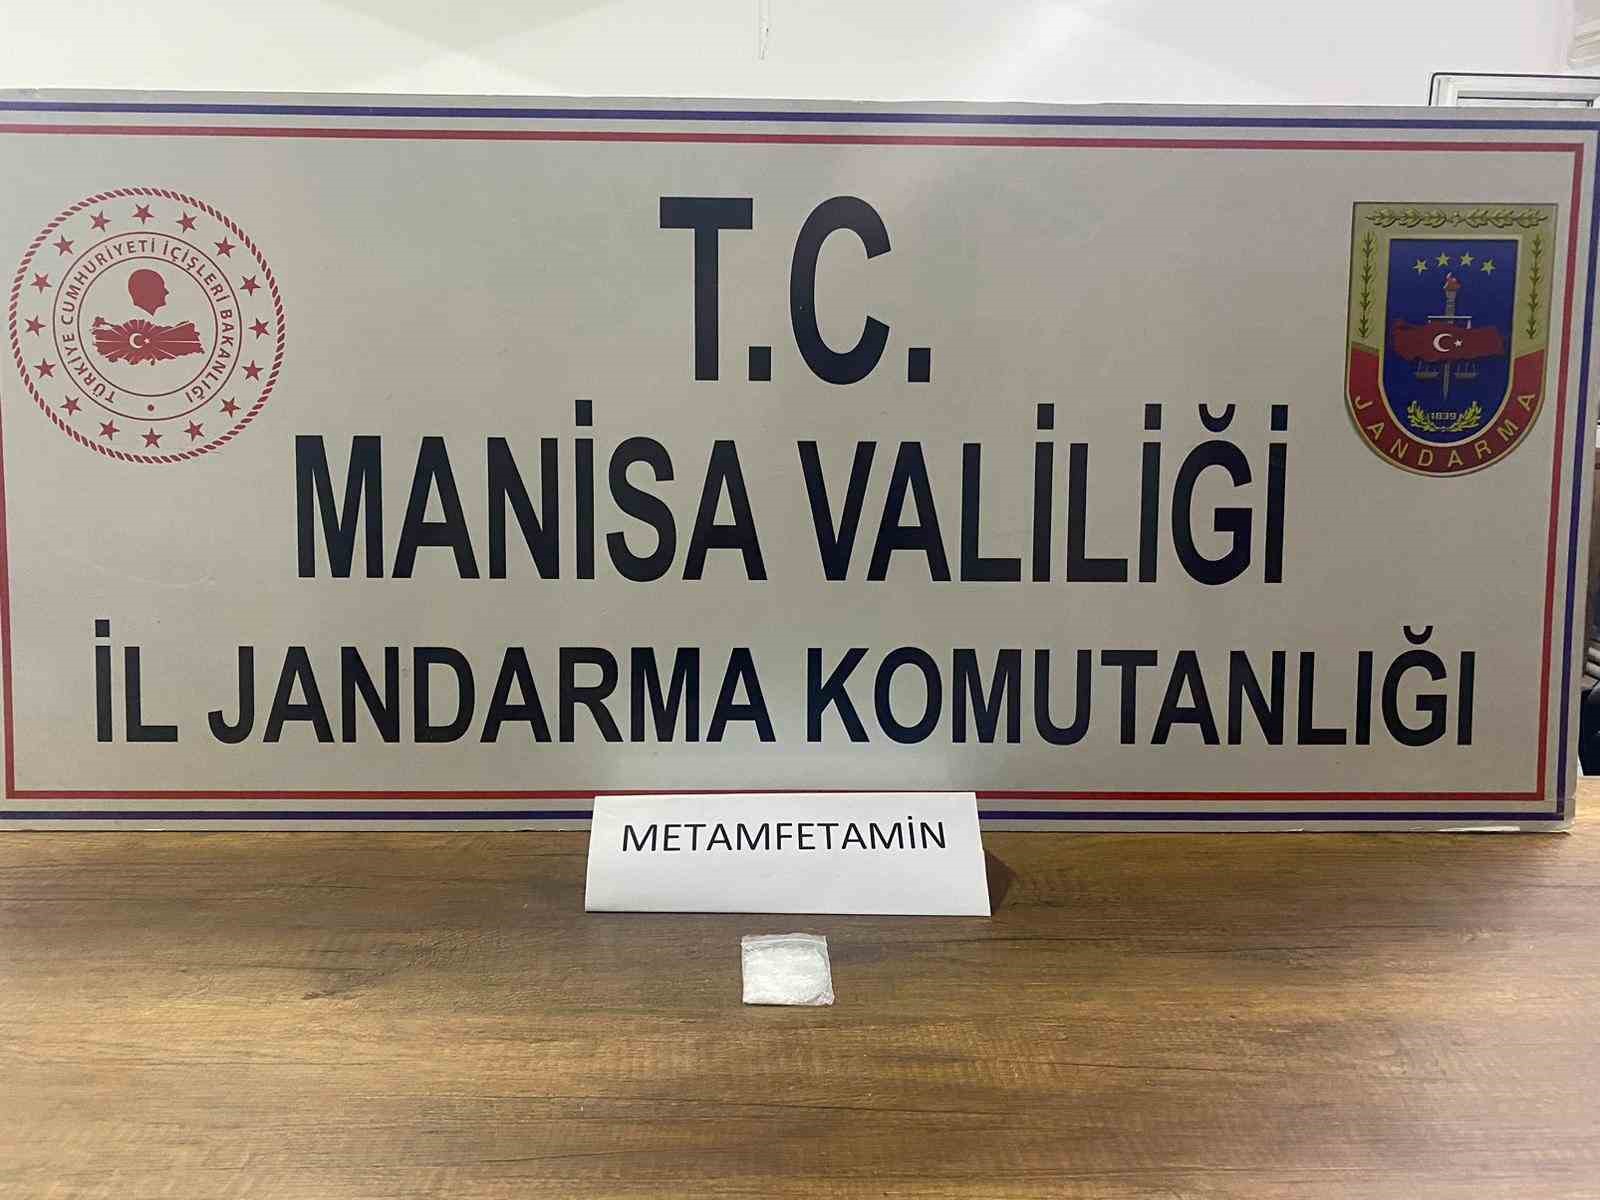 TÜRKİYE CUMHURİYETİ İÇİŞLERİ BAKANLIĞI
T.C.
MANİSA VALİLİĞİ
İL JANDARMA KOMUTANLIĞI
1839
JANDARMA
METAMFETAMİN